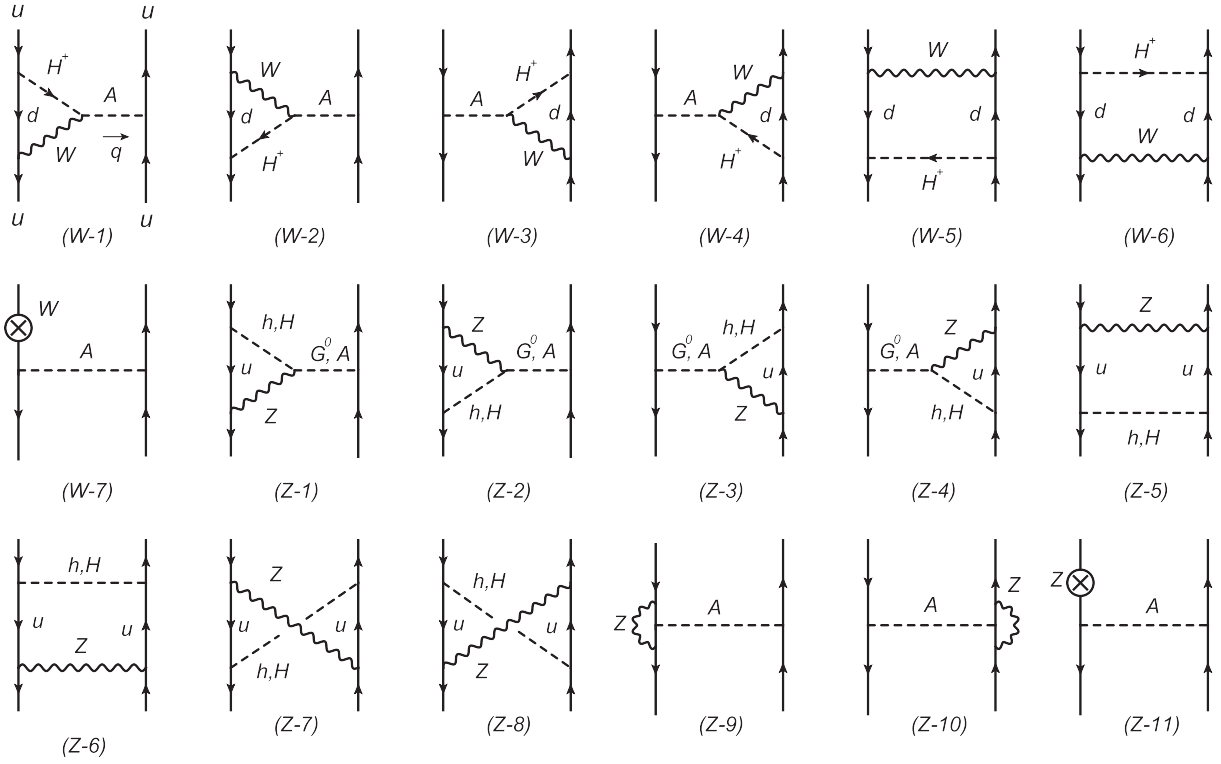 u u
H+ A d W q
W A d H+
A H+ d W
A W d H+
W d d H+
H+ d d W
u u
(W-1) (W-2) (W-3) (W-4) (W-5) (W-6)
W A
h,H G0, A u Z
Z G0, A u h,H
G0, A h,H u Z
G0, A Z u h,H
Z u u h,H
(W-7) (Z-1) (Z-2) (Z-3) (Z-4) (Z-5)
h,H u u Z
Z u u h,H
h,H u u Z
Z A
A Z
Z A
(Z-6) (Z-7) (Z-8) (Z-9) (Z-10) (Z-11)